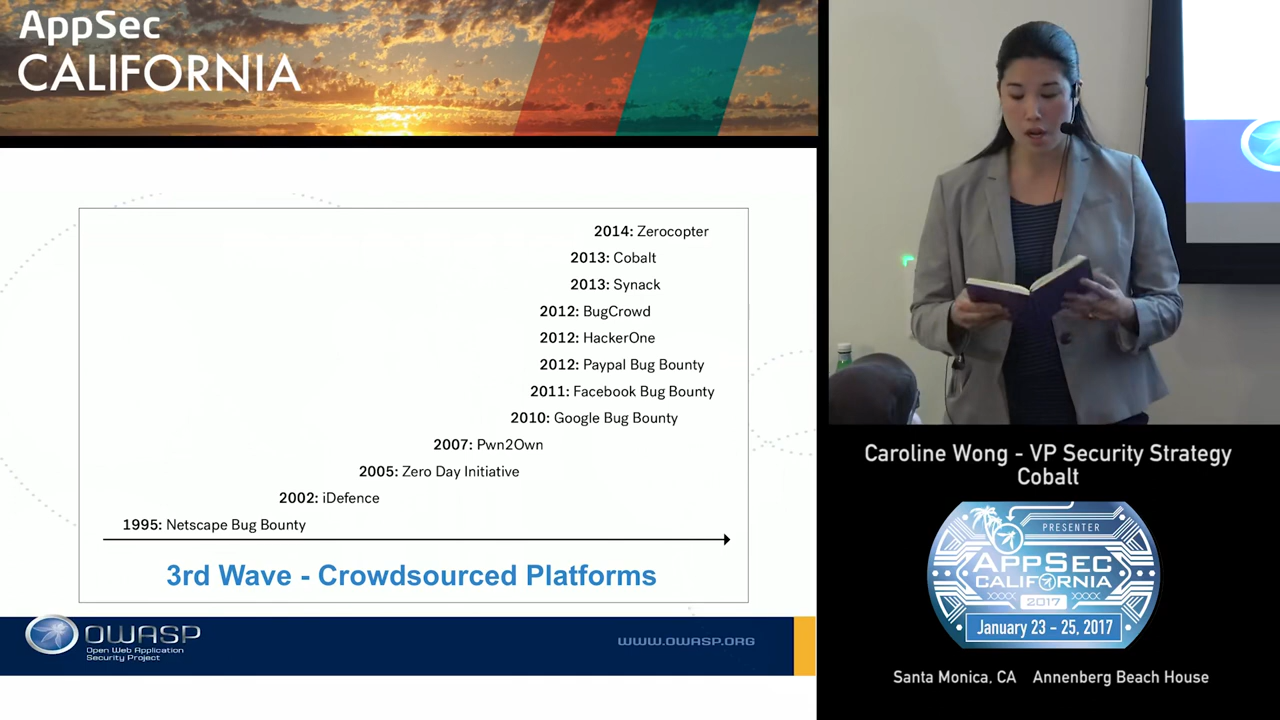 AppSec
CALIFORNIA
2014: Zerocopter
2013: Cobalt
2013: Synack
2012: BugCrowd
2012: HackerOne
2012: Paypal Bug Bounty
2011: Facebook Bug Bounty
2010: Google Bug Bounty
2007: Pwn2Own
2005: Zero Day Initiative
2002: iDefence
1995: Netscape Bug Bounty
3rd Wave - Crowdsourced Platforms
OWASP
Open Web Application
Security Project
WWW.OWASP.ORG
Caroline Wong - VP Security Strategy
Cobalt
PRESENTER
APPSEC
CALIFORNIA
2017
January 23 - 25, 2017
Santa Monica, CA Annenberg Beach House